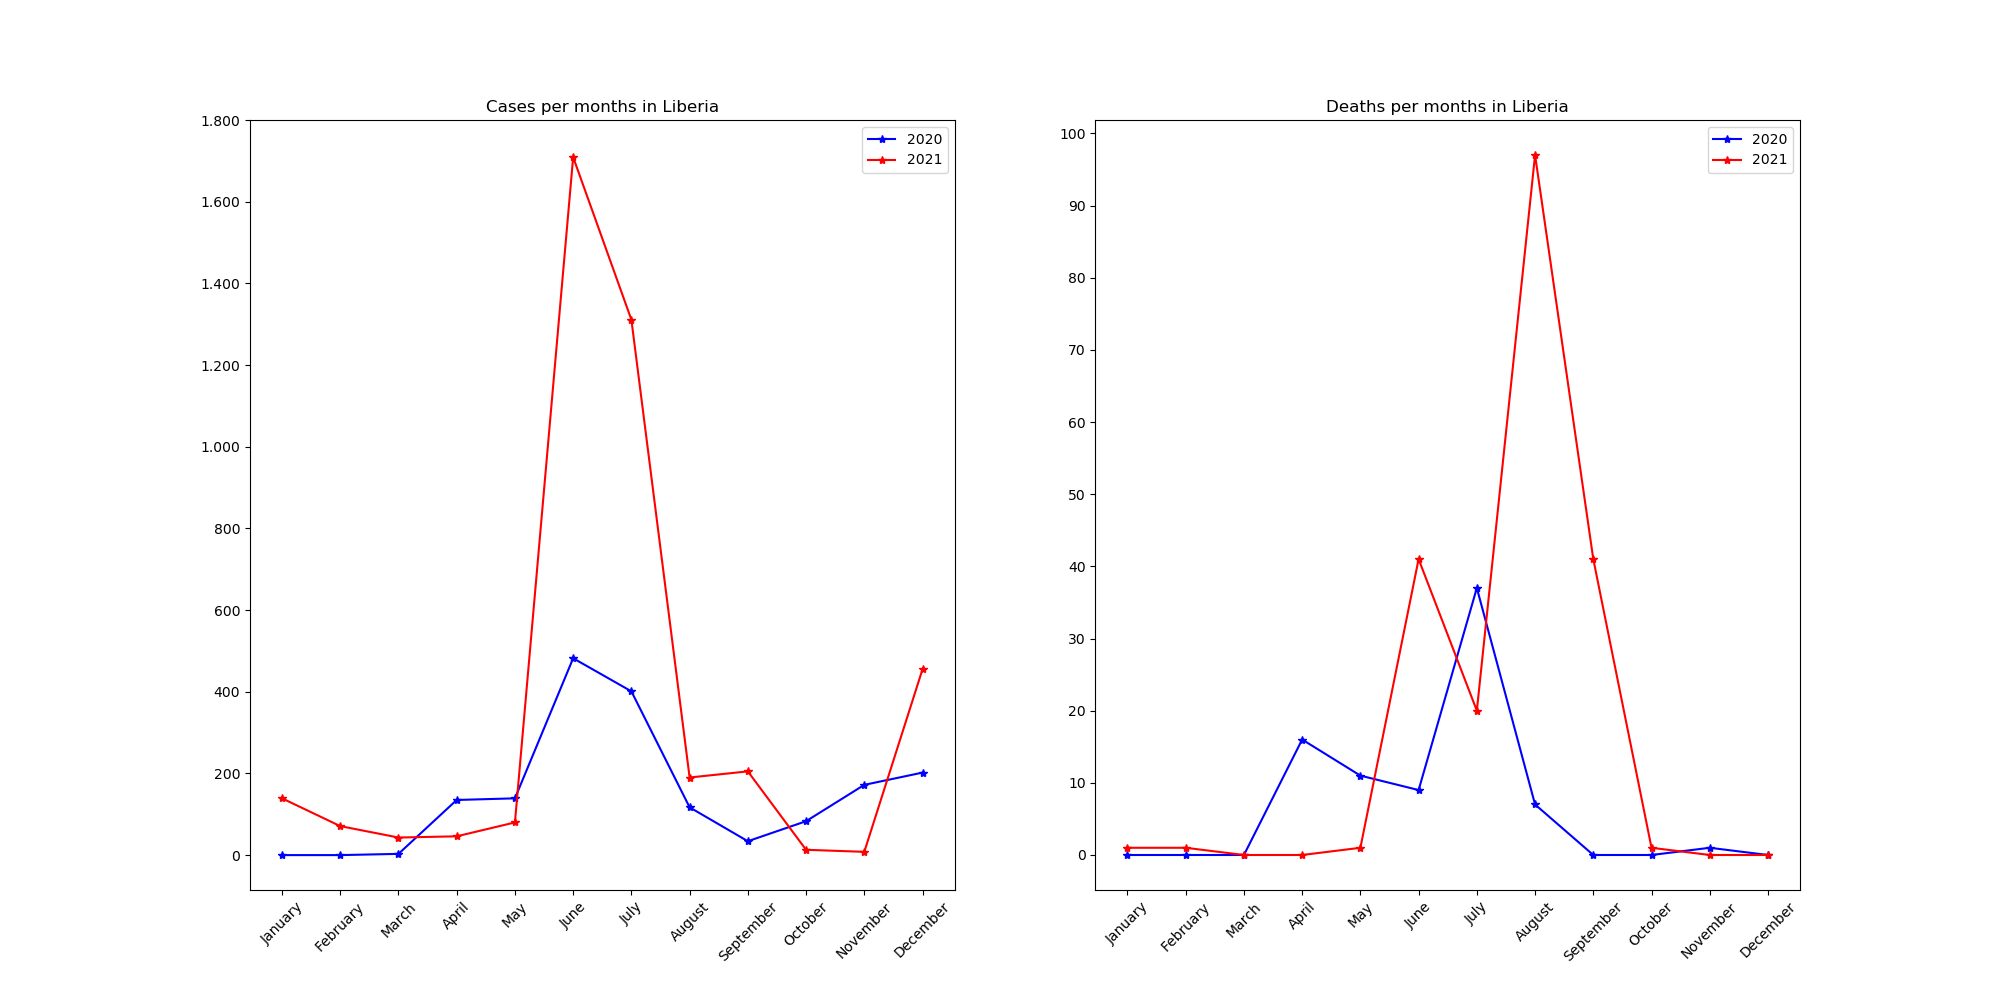 Cases per months in Liberia
1.800
1.600
1.400
1.200
1.000
800
600
400
200
0
2020
2021
January
February
March
April
May
June
July
August
September
October
November
December
Deaths per months in Liberia
100
90
80
70
60
50
40
30
20
10
0
2020
2021
January
February
March
April
May
June
July
August
September
October
November
December